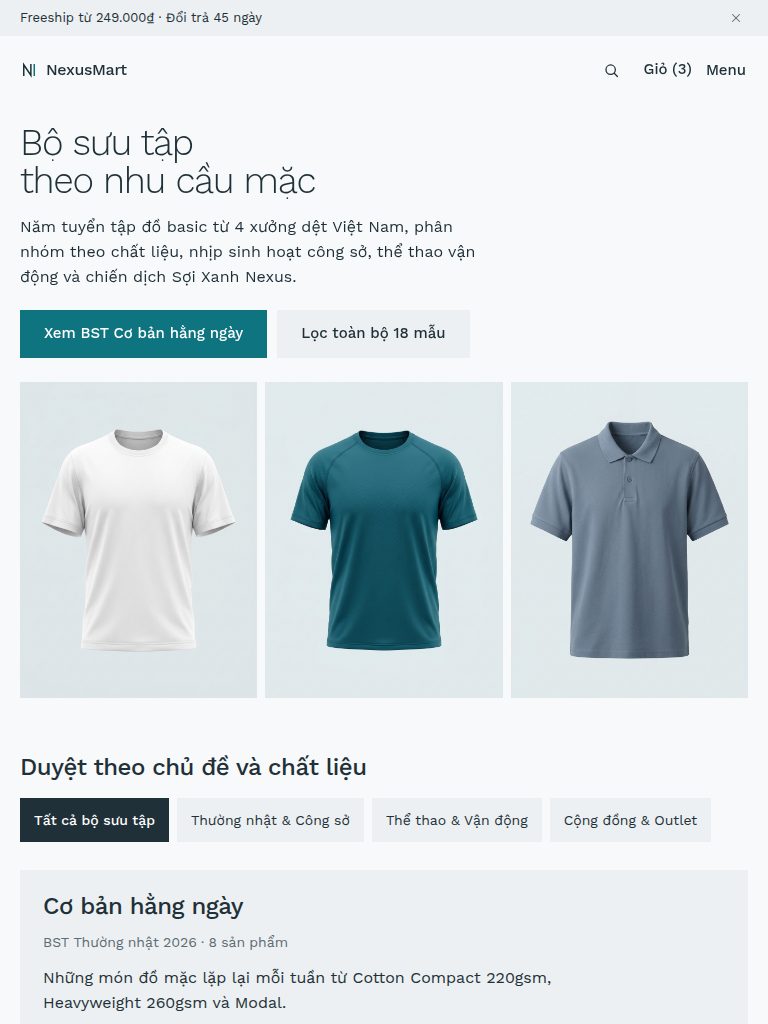 Freeship từ 249.000₫ · Đổi trả 45 ngày
NexusMart
Giỏ (3)
Menu
Bộ sưu tập
theo nhu cầu mặc
Năm tuyển tập đồ basic từ 4 xưởng dệt Việt Nam, phân
nhóm theo chất liệu, nhịp sinh hoạt công sở, thể thao vận
động và chiến dịch Sợi Xanh Nexus.
Xem BST Cơ bản hằng ngày
Lọc toàn bộ 18 mẫu
Duyệt theo chủ đề và chất liệu
Tất cả bộ sưu tập
Thường nhật & Công sở
Thể thao & Vận động
Cộng đồng & Outlet
Cơ bản hằng ngày
BST Thường nhật 2026 · 8 sản phẩm
Những món đồ mặc lặp lại mỗi tuần từ Cotton Compact 220gsm,
Heavyweight 260gsm và Modal.